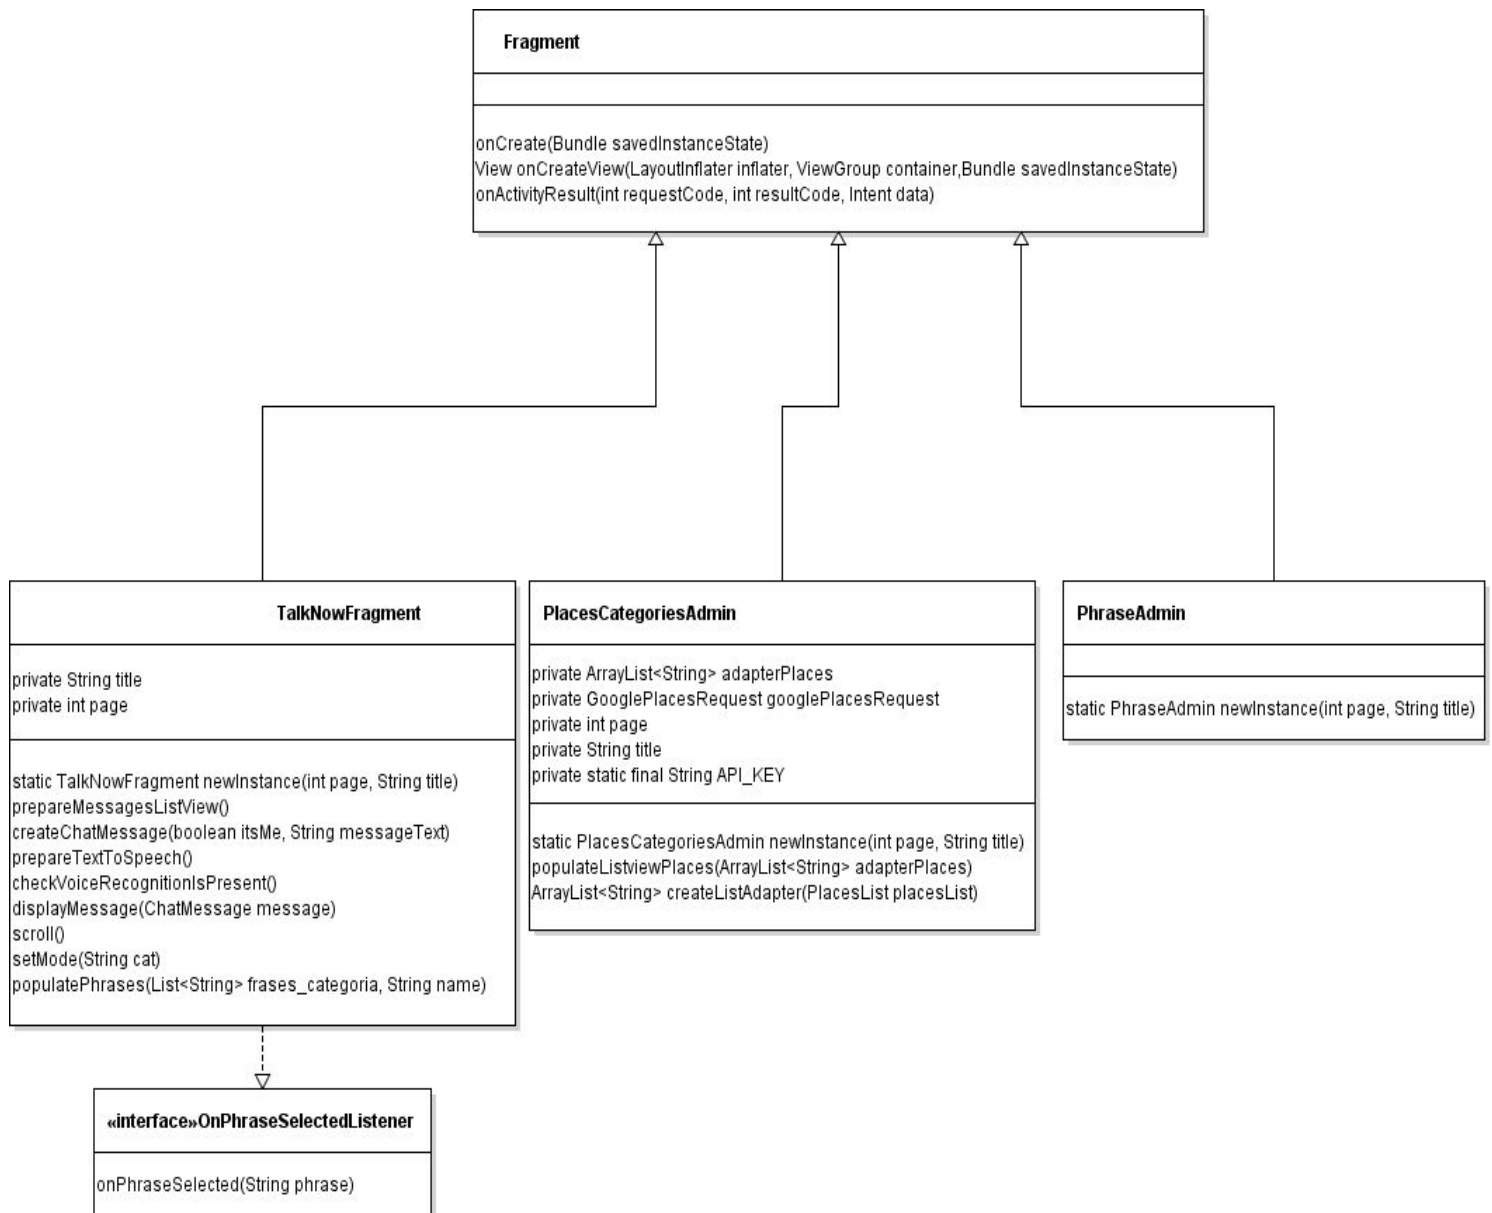 Fragment
onCreate(Bundle savedInstanceState)
View onCreateView(LayoutInflater inflater, ViewGroup container,Bundle savedInstanceState)
onActivityResult(int requestCode, int resultCode, Intent data)
TalkNowFragment
private String title
private int page
static TalkNowFragment newInstance(int page, String title)
prepareMessagesListView()
createChatMessage(boolean itsMe, String messageText)
prepareTextToSpeech()
checkVoiceRecognitionIsPresent()
displayMessage(ChatMessage message)
scroll()
setMode(String cat)
populatePhrases(List<String> frases_categoria, String name)
PlacesCategoriesAdmin
private ArrayList<String> adapterPlaces
private GooglePlacesRequest googlePlacesRequest
private int page
private String title
private static final String API_KEY
static PlacesCategoriesAdmin newInstance(int page, String title)
populateListviewPlaces(ArrayList<String> adapterPlaces)
ArrayList<String> createListAdapter(PlacesList placesList)
PhraseAdmin
static PhraseAdmin newInstance(int page, String title)
«interface»OnPhraseSelectedListener
onPhraseSelected(String phrase)